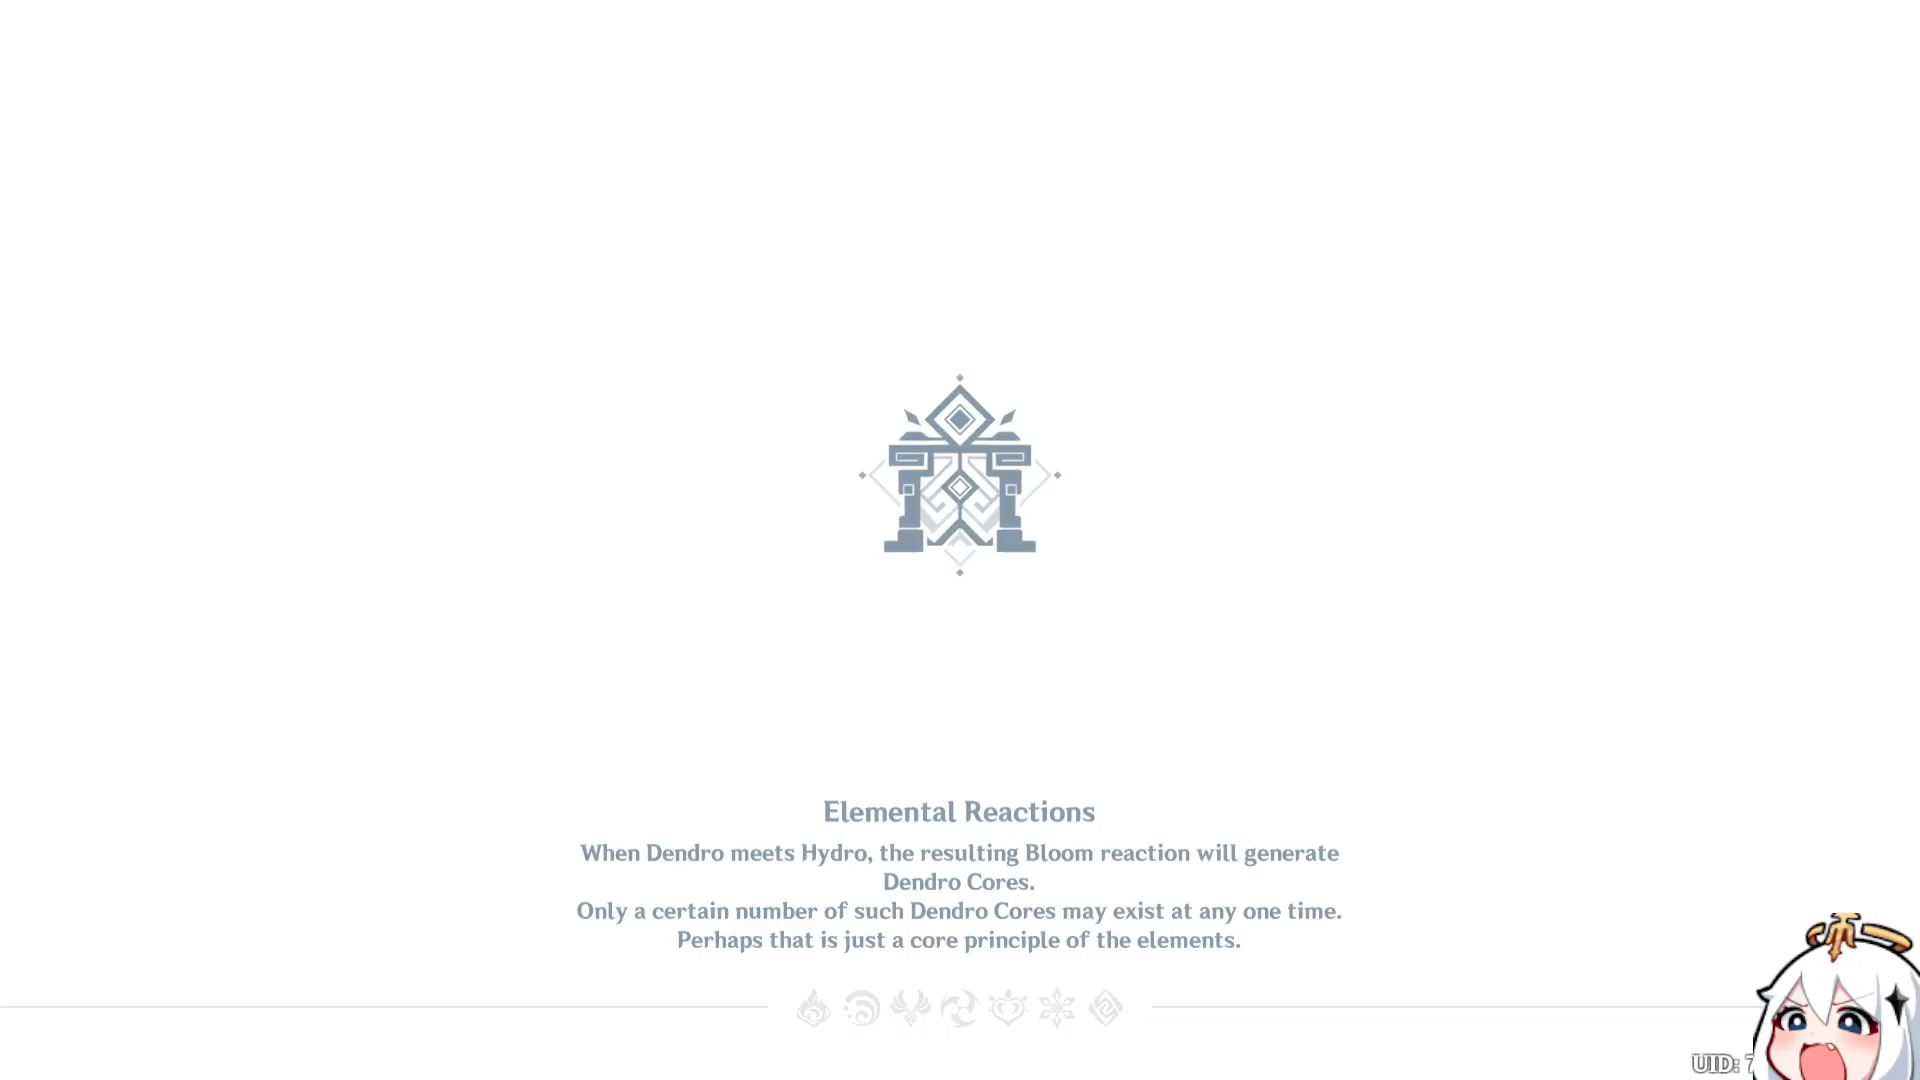 Elemental Reactions
When Dendro meets Hydro, the resulting Bloom reaction will generate
Dendro Cores.
Only a certain number of such Dendro Cores may exist at any one time.
Perhaps that is just a core principle of the elements.
UID: 7